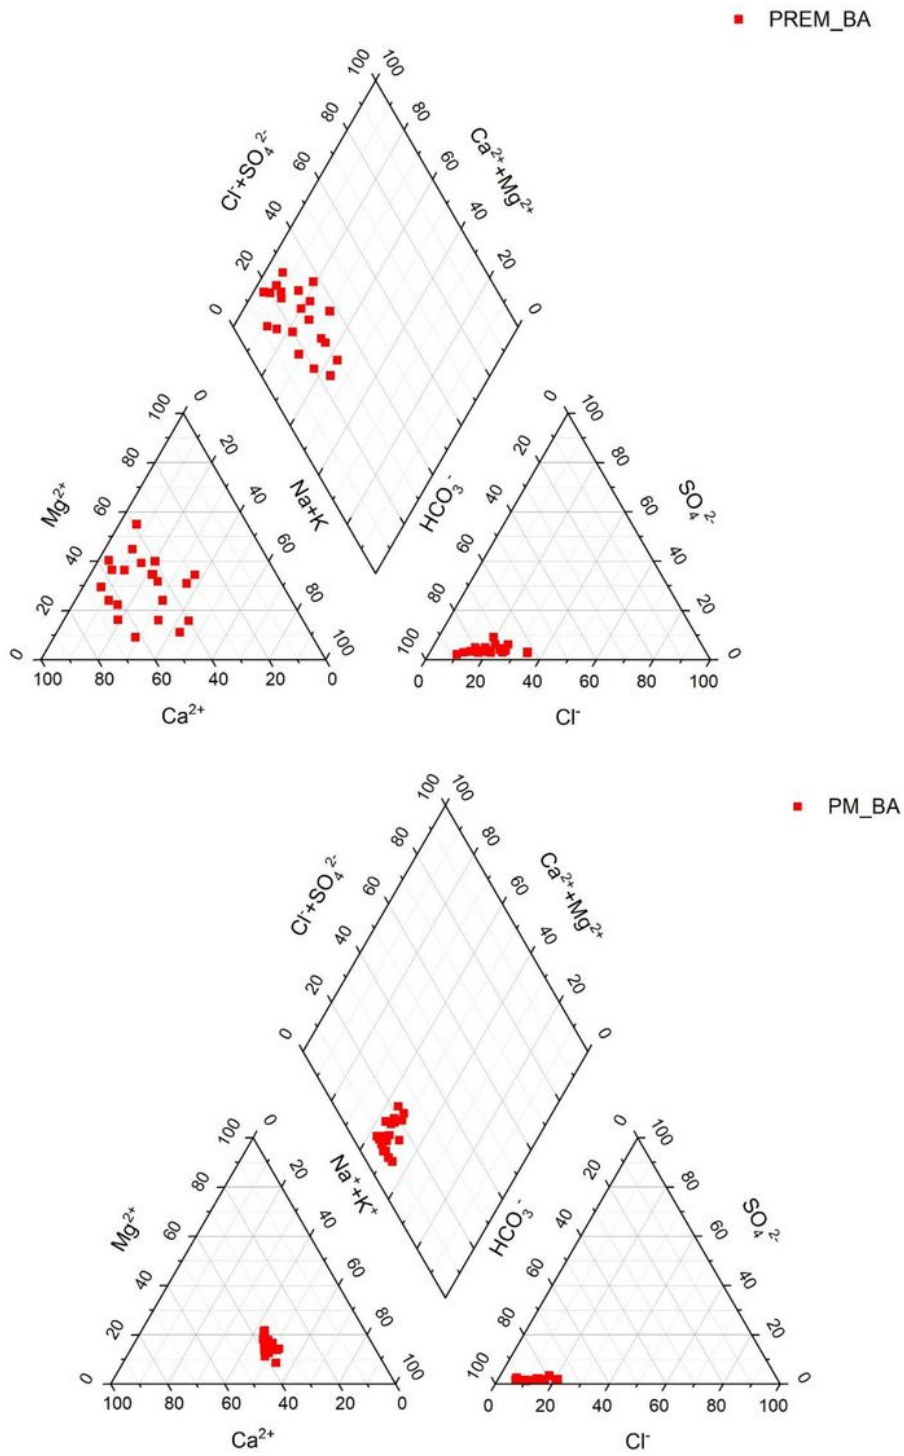 PREM_BA
100 100
80 80
Cl⁻+SO₄²⁻ Ca²⁺+Mg²⁺
60 60
40 40
20 20
0 0
100 0 0 100
80 20 20 80
Mg²⁺ Na+K HCO₃⁻ SO₄²⁻
60 40 40 60
40 60 60 40
20 80 80 20
0 100 100 0
100 80 60 40 20 0 0 20 40 60 80 100
Ca²⁺ Cl⁻
PM_BA
100 100
80 80
Cl⁻+SO₄²⁻ Ca²⁺+Mg²⁺
60 60
40 40
20 20
0 0
100 0 0 100
80 20 20 80
Mg²⁺ Na⁺+K⁺ HCO₃⁻ SO₄²⁻
60 40 40 60
40 60 60 40
20 80 80 20
0 100 100 0
100 80 60 40 20 0 0 20 40 60 80 100
Ca²⁺ Cl⁻